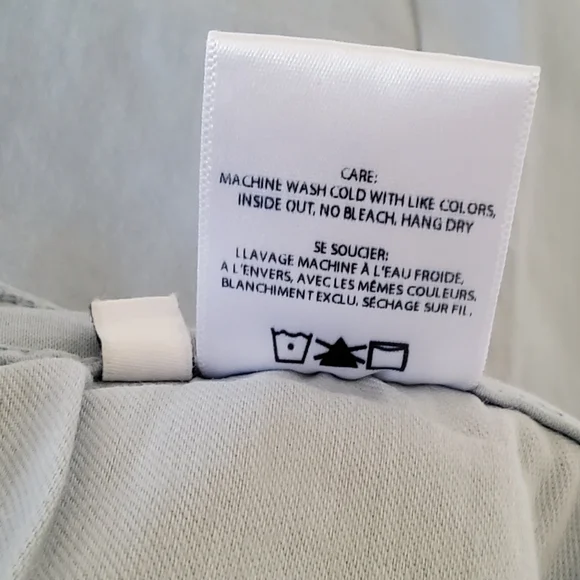 CARE:
MACHINE WASH COLD WITH LIKE COLORS,
INSIDE OUT, NO BLEACH, HANG DRY
SE SOUCIER:
LLAVAGE MACHINE À L'EAU FROIDE,
A L'ENVERS, AVEC LES MÊMES COULEURS,
BLANCHIMENT EXCLU, SÉCHAGE SUR FIL.